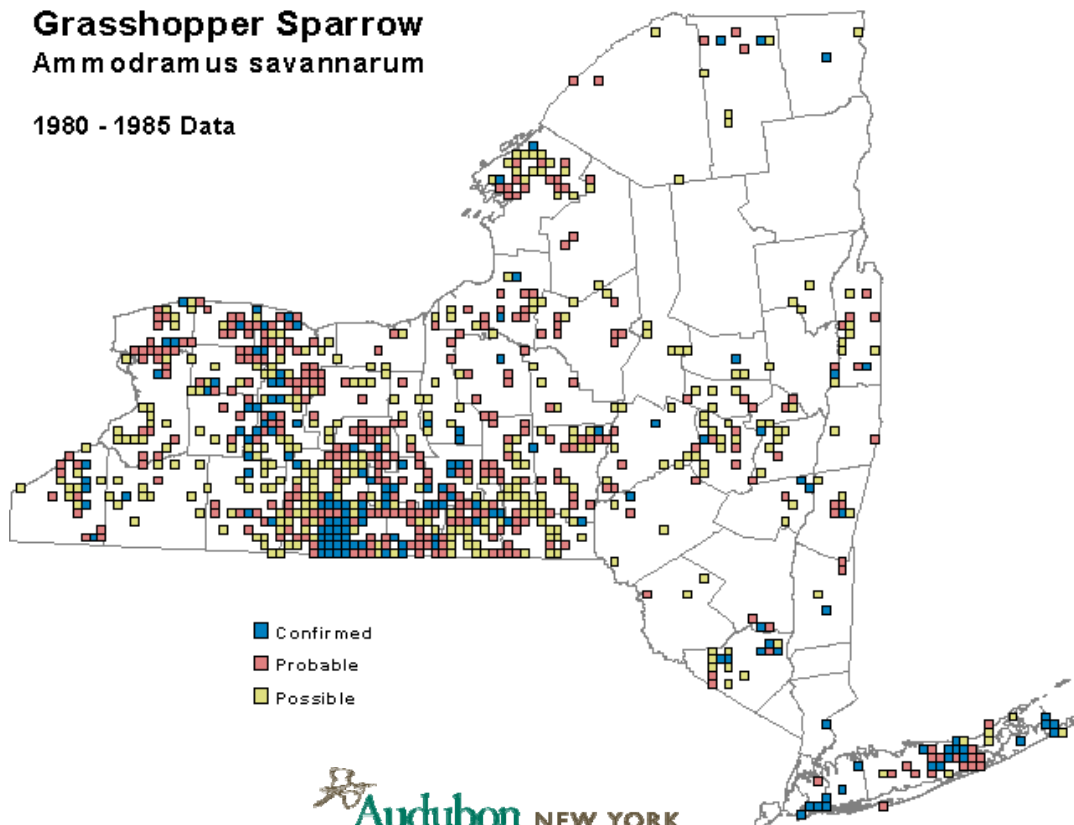 Grasshopper Sparrow
Ammodramus savannarum
1980 - 1985 Data
Confirmed
Probable
Possible
Audubon NEW YORK